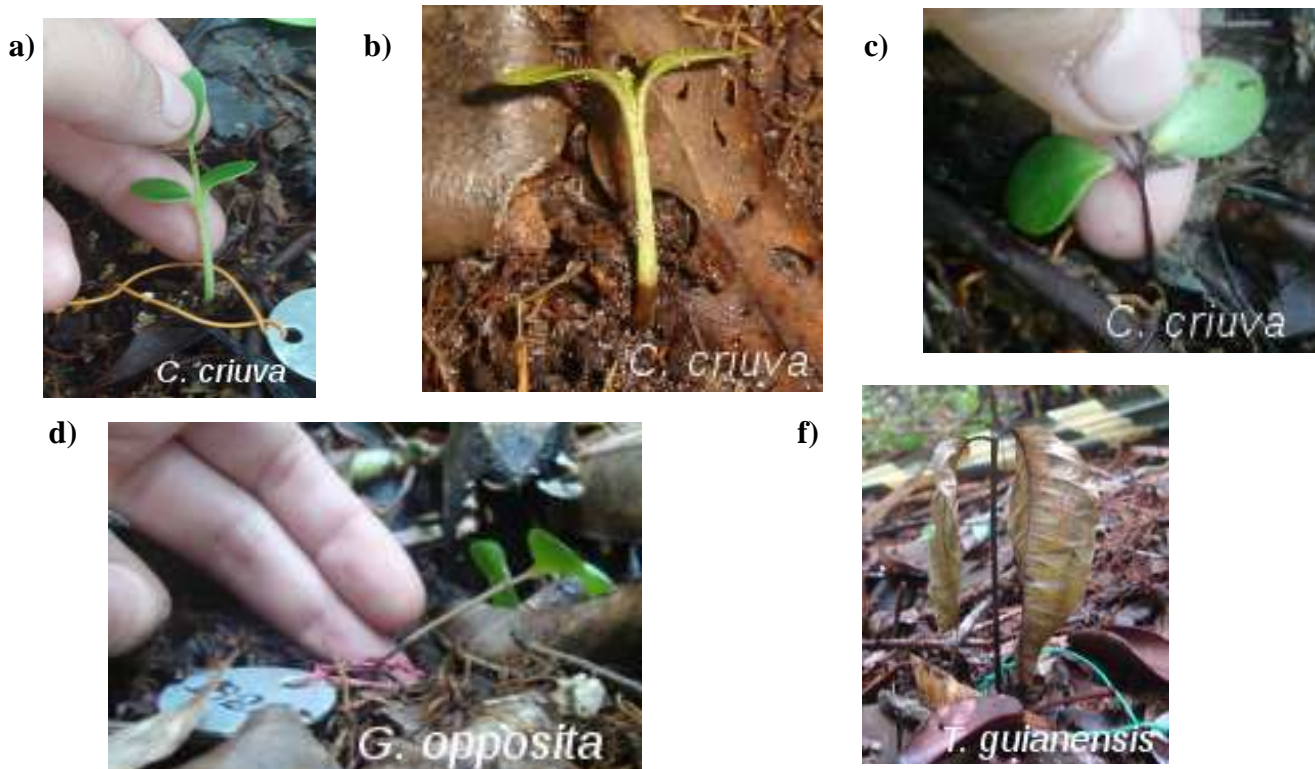 a)
b)
c)
C. criuva
C. criuva
C. criuva
d)
f)
G. opposita
T. guianensis